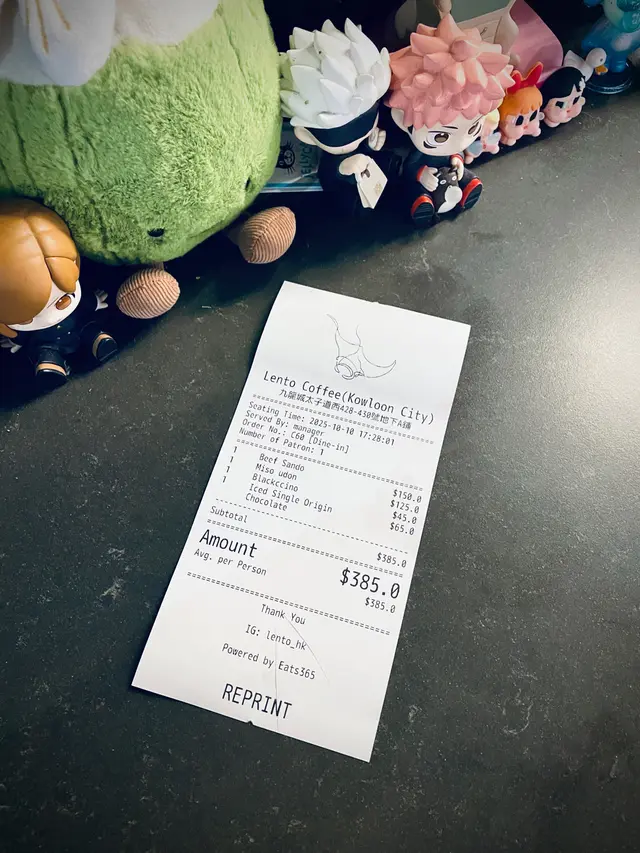 Lento Coffee(Kowloon City)
九龍城太子道西428-430號地下A鋪
Seating Time: 2025-10-10 17:28:01
Served By: manager
Order No.: C60 [Dine-in]
Number of Patron: 1
1 Beef Sando $150.0
1 Miso udon $125.0
1 Blackccino $45.0
1 Iced Single Origin $65.0
Chocolate
Subtotal $385.0
Amount $385.0
Avg. per Person $385.0
Thank You
IG: lento_hk
Powered by Eats365
REPRINT